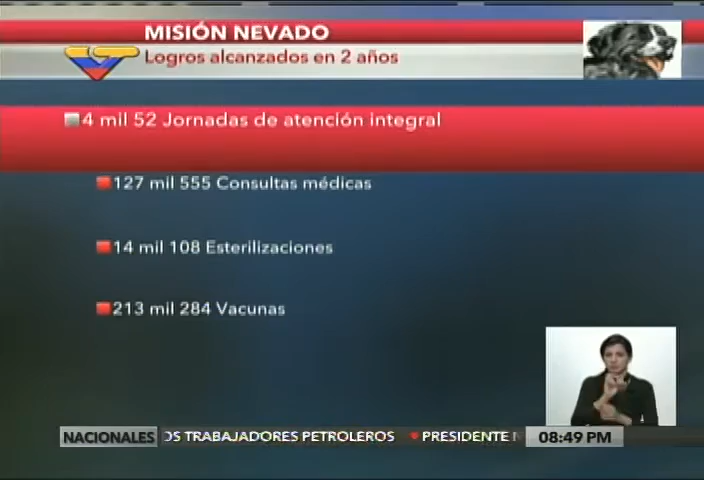 MISIÓN NEVADO
Logros alcanzados en 2 años
4 mil 52 Jornadas de atención integral
127 mil 555 Consultas médicas
14 mil 108 Esterilizaciones
213 mil 284 Vacunas
NACIONALES
TRABAJADORES PETROLEROS PRESIDENTE
08:49 PM